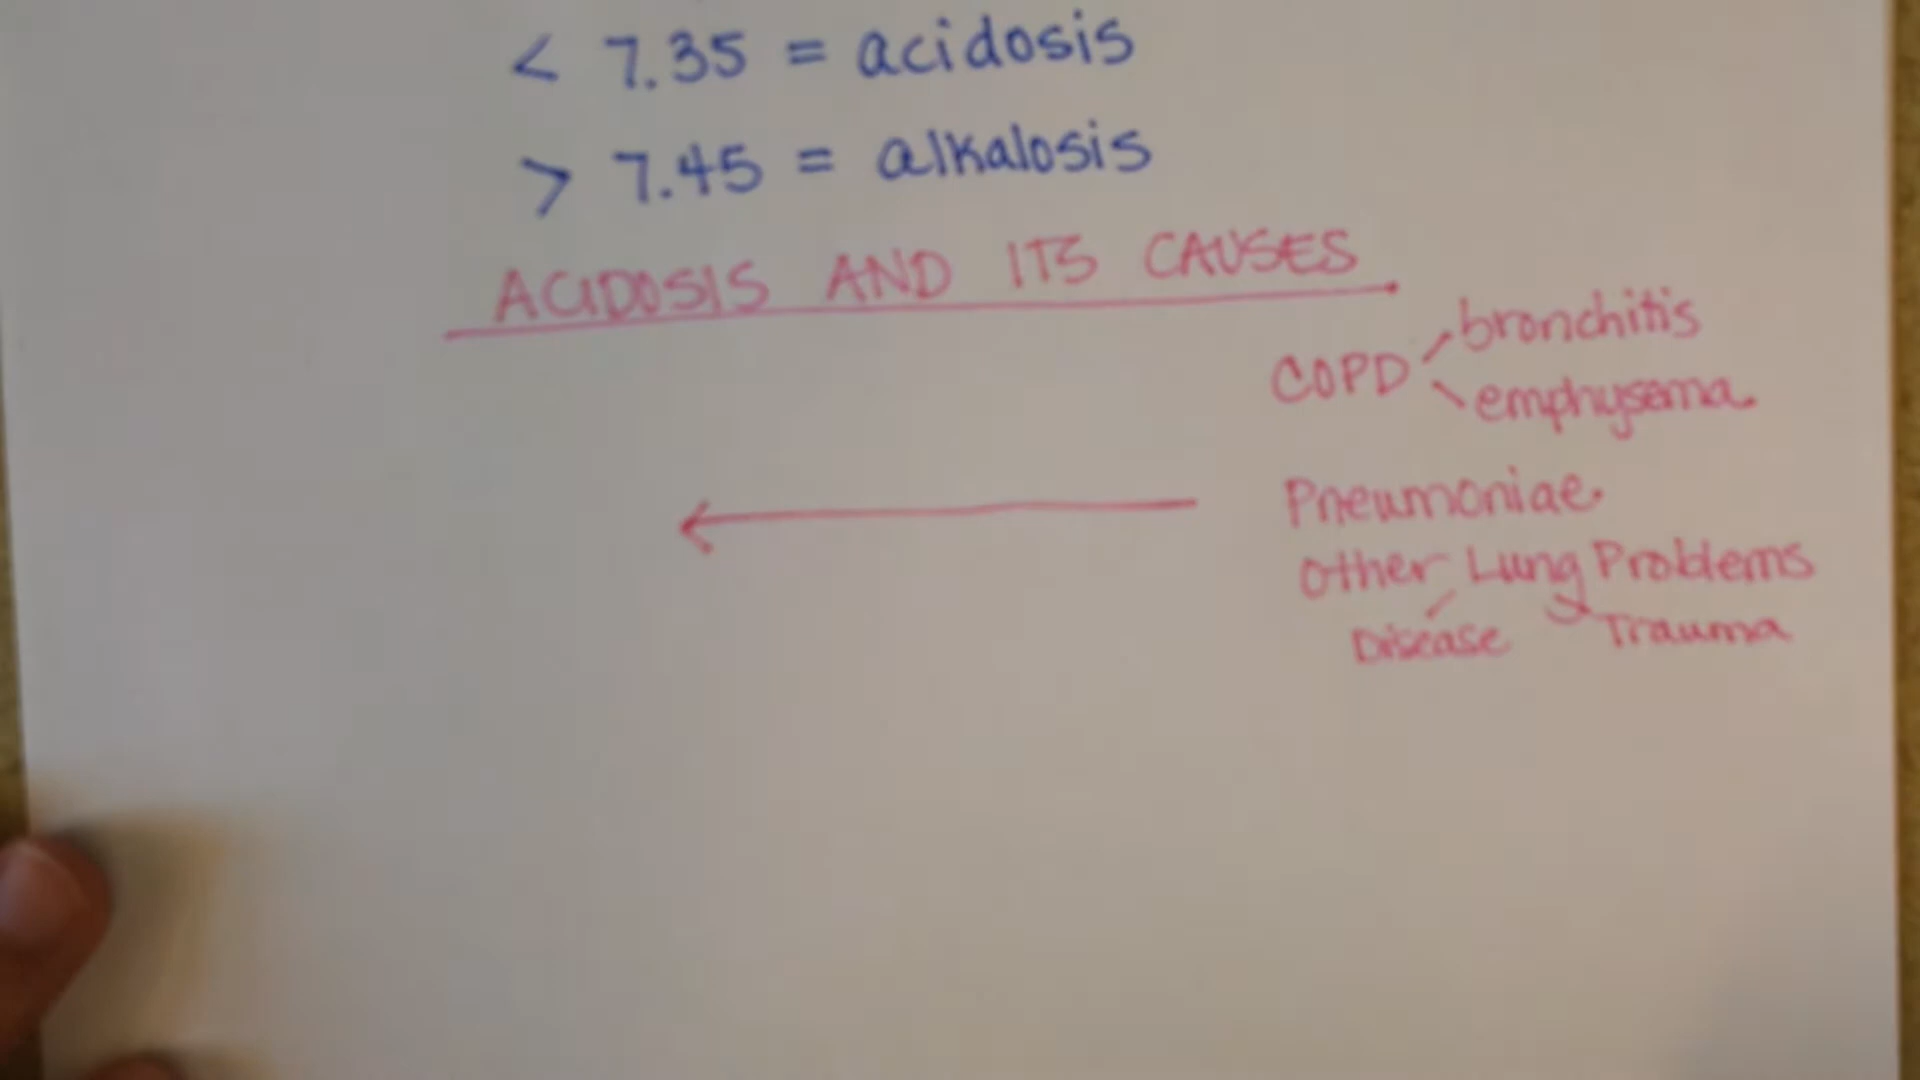 < 7.35 = acidosis
> 7.45 = alkalosis
ACIDOSIS AND ITS CAUSES
COPD
bronchitis
emphysema
Pneumoniae
Other Lung Problems
Disease
Trauma